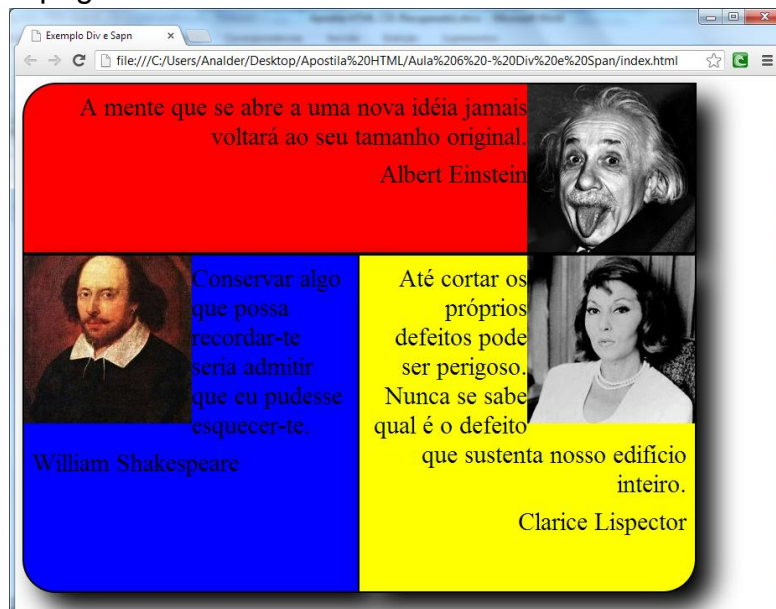 Exemplo Div e Sapn
file:///C:/Users/Analder/Desktop/Apostila%20HTML/Aula%206%20-%20Div%20e%20Span/index.html
A mente que se abre a uma nova idéia jamais
voltará ao seu tamanho original.
Albert Einstein
Conservar algo
que possa
recordar-te
seria admitir
que eu pudesse
esquecer-te.
William Shakespeare
Até cortar os
próprios
defeitos pode
ser perigoso.
Nunca se sabe
qual é o defeito
que sustenta nosso edifício
inteiro.
Clarice Lispector